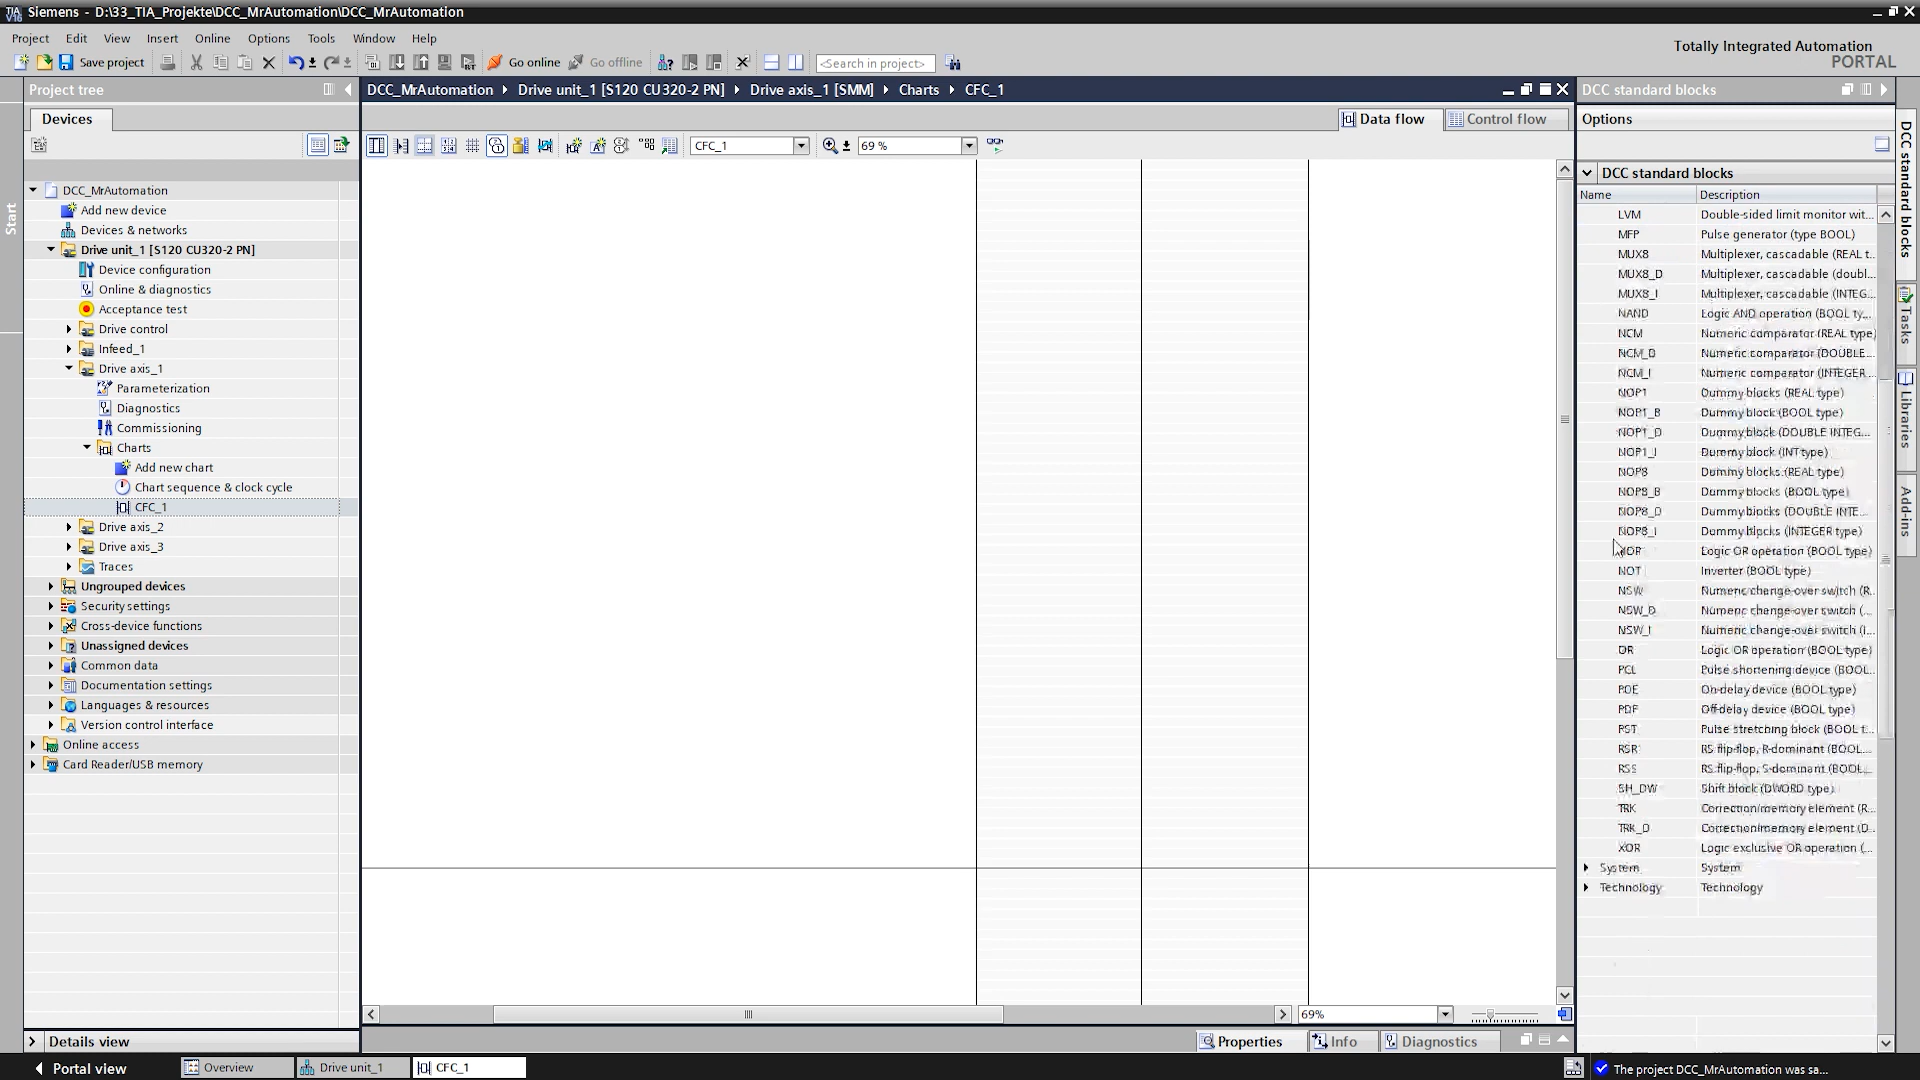 Siemens - D:\33_TIA_Projekte\DCC_MrAutomation\DCC_MrAutomation
Project Edit View Insert Online Options Tools Window Help
Totally Integrated Automation
PORTAL
Save project
Go online
Go offline
<Search in project>
Project tree
DCC_MrAutomation Drive unit_1 [S120 CU320-2 PN] Drive axis_1 [SMM] Charts CFC_1
DCC standard blocks
Devices
Data flow
Control flow
Options
CFC_1
69 %
Start
DCC_MrAutomation
Add new device
Devices & networks
Drive unit_1 [S120 CU320-2 PN]
Device configuration
Online & diagnostics
Acceptance test
Drive control
Infeed_1
Drive axis_1
Parameterization
Diagnostics
Commissioning
Charts
Add new chart
Chart sequence & clock cycle
CFC_1
Drive axis_2
Drive axis_3
Traces
Ungrouped devices
Security settings
Cross-device functions
Unassigned devices
Common data
Documentation settings
Languages & resources
Version control interface
Online access
Card Reader/USB memory
DCC standard blocks
Name Description
LVM Double-sided limit monitor wit...
MFP Pulse generator (type BOOL)
MUX8 Multiplexer, cascadable (REAL t...
MUX8_D Multiplexer, cascadable (doubl...
MUX8_I Multiplexer, cascadable (INTEG...
NAND Logic AND operation (BOOL ty...
NCM Numeric comparator (REAL type)
NCM_D Numeric comparator (DOUBLE...
NCM_I Numeric comparator (INTEGER ...
NOP1 Dummy blocks (REAL type)
NOP1_B Dummy block (BOOL type)
NOP1_D Dummy block (DOUBLE INTEG...
NOP1_I Dummy block (INT type)
NOP8 Dummy blocks (REAL type)
NOP8_B Dummy blocks (BOOL type)
NOP8_D Dummy blocks (DOUBLE INTE...
NOP8_I Dummy blocks (INTEGER type)
NOR Logic OR operation (BOOL type)
NOT Inverter (BOOL type)
NSW Numeric change-over switch (R...
NSW_D Numeric change-over switch (...
NSW_I Numeric change-over switch (I...
OR Logic OR operation (BOOL type)
PCL Pulse shortening device (BOOL...
PDE On-delay device (BOOL type)
PDF Off-delay device (BOOL type)
PST Pulse stretching block (BOOL t...
RSR RS flip-flop, R-dominant (BOOL...
RSS RS flip-flop, S-dominant (BOOL...
SH_DW Shift block (DWORD type)
TRK Correction/memory element (R...
TRK_D Correction/memory element (D...
XOR Logic exclusive OR operation (...
System System
Technology Technology
DCC standard blocks
Tasks
Libraries
Add-ins
69%
Details view
Properties
Info
Diagnostics
Portal view
Overview
Drive unit_1
CFC_1
The project DCC_MrAutomation was sa...